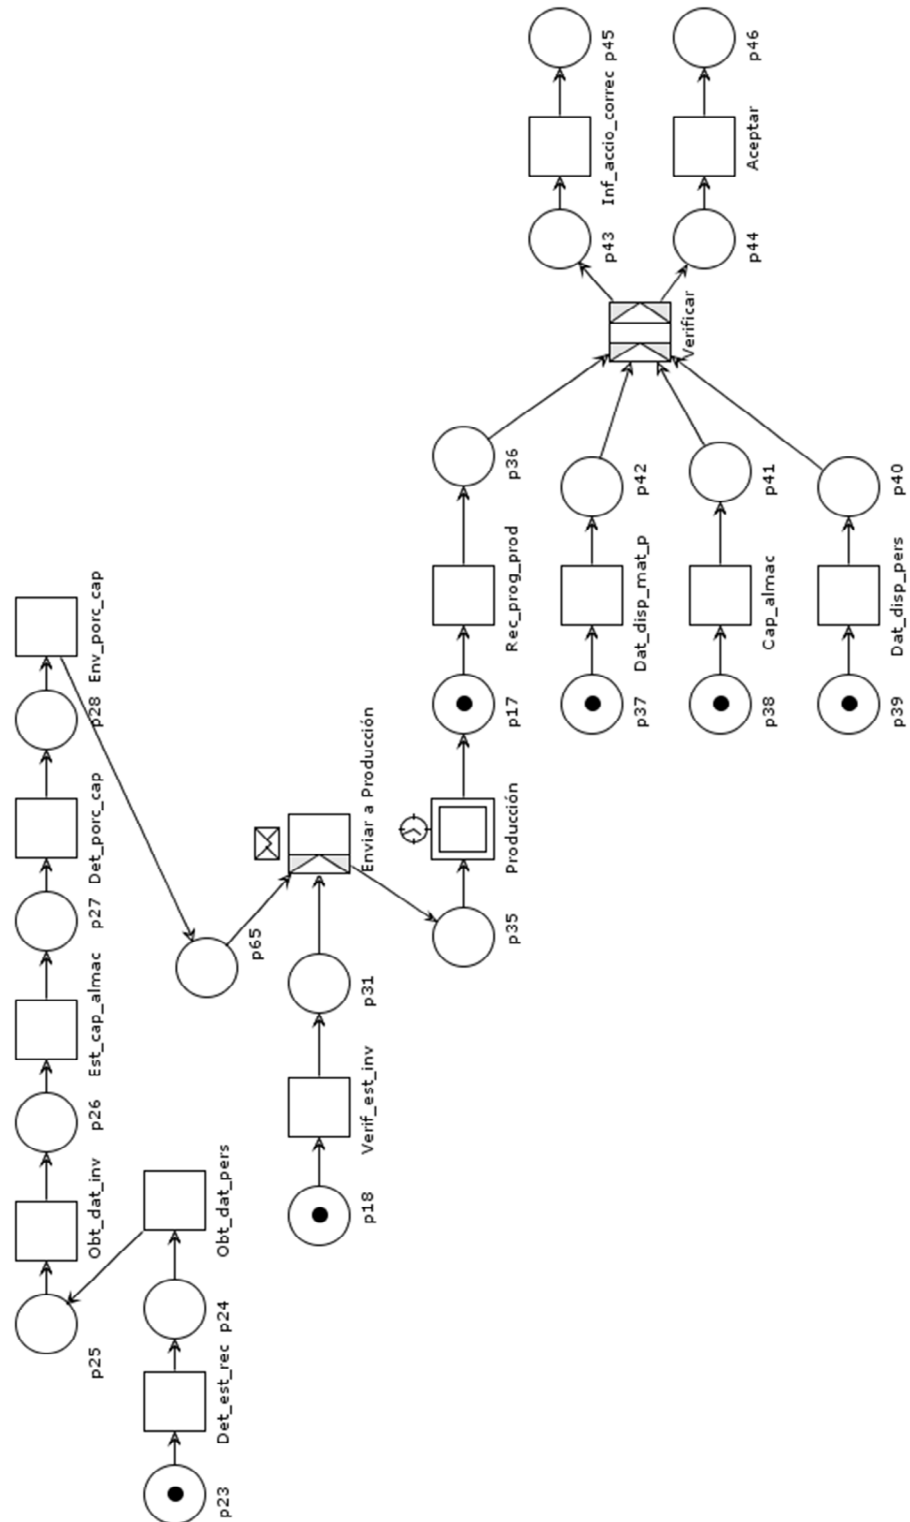 p45
Inf_accio_correc
p43
p46
Aceptar
p44
Verificar
Env_porc_cap
p28
Det_porc_cap
p27
Est_cap_almac
p26
Obt_dat_inv
p25
Obt_dat_pers
p24
Det_est_rec
p23
p65
Enviar a Producción
p31
Verif_est_inv
p18
p36
Rec_prog_prod
p17
Producción
p35
p42
Dat_disp_mat_p
p37
p41
Cap_almac
p38
p40
Dat_disp_pers
p39